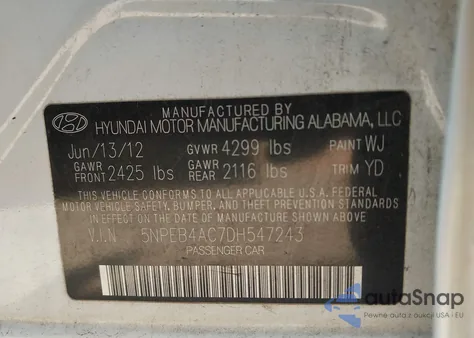 MANUFACTURED BY
HYUNDAI MOTOR MANUFACTURING ALABAMA, LLC
Jun/13/12 GVWR 4299 lbs PAINT WJ
GAWR FRONT 2425 lbs GAWR REAR 2116 lbs TRIM YD
THIS VEHICLE CONFORMS TO ALL APPLICABLE U.S.A FEDERAL
MOTOR VEHICLE SAFETY, BUMPER, AND THEFT PREVENTION STANDARDS
IN EFFECT ON THE DATE OF MANUFACTURE SHOWN ABOVE.
V.I.N 5NPEB4AC7DH547243
PASSENGER CAR
autoSnap
Pewne auta z aukcji USA i EU